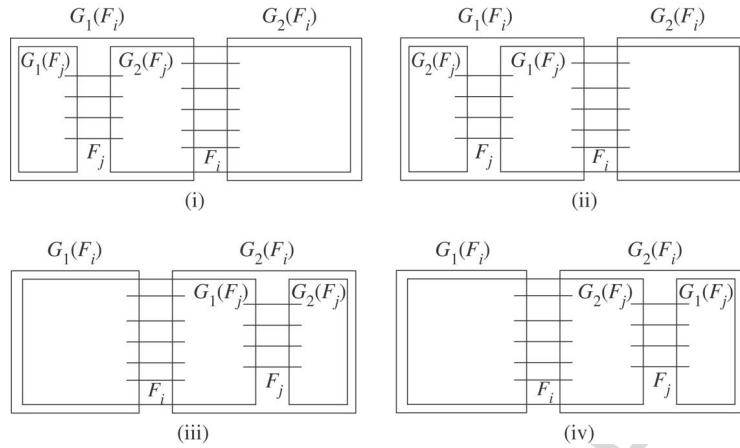 G₁(Fᵢ) G₂(Fᵢ) G₁(Fᵢ) G₂(Fᵢ)
G₁(Fⱼ) G₂(Fⱼ) G₂(Fⱼ) G₁(Fⱼ)
Fⱼ Fᵢ Fⱼ Fᵢ
(i) (ii)
G₁(Fᵢ) G₂(Fᵢ) G₁(Fᵢ) G₂(Fᵢ)
G₁(Fⱼ) G₂(Fⱼ) G₂(Fⱼ) G₁(Fⱼ)
Fᵢ Fⱼ Fᵢ Fⱼ
(iii) (iv)